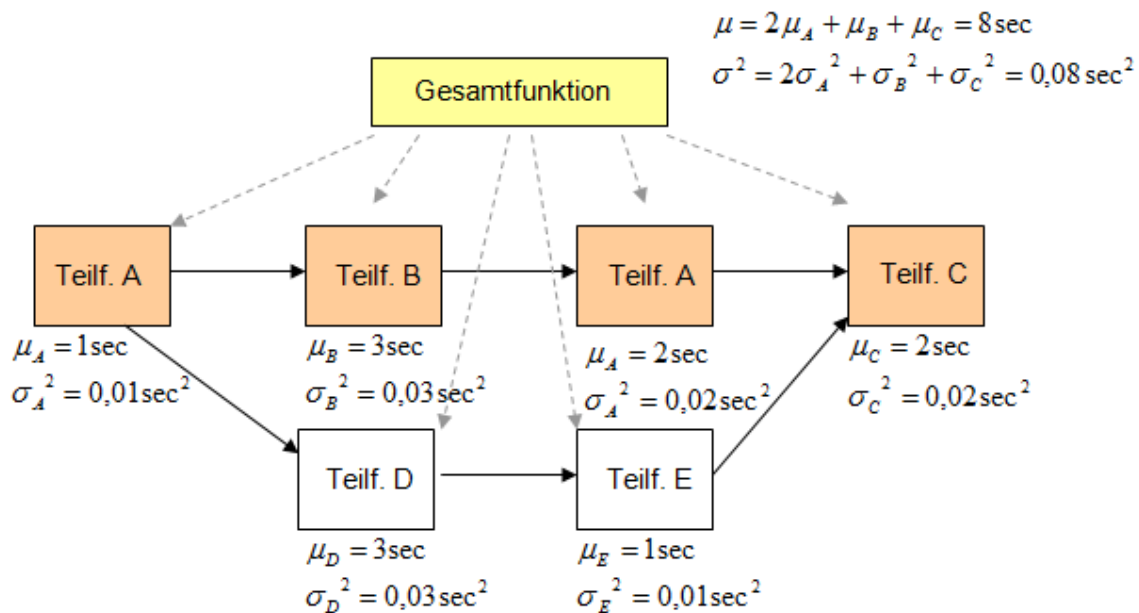 μ = 2μ_A + μ_B + μ_C = 8sec
σ² = 2σ_A² + σ_B² + σ_C² = 0,08 sec²
Gesamtfunktion
Teilf. A
Teilf. B
Teilf. A
Teilf. C
μ_A = 1sec
σ_A² = 0,01sec²
μ_B = 3sec
σ_B² = 0,03sec²
μ_A = 2sec
σ_A² = 0,02sec²
μ_C = 2sec
σ_C² = 0,02sec²
Teilf. D
Teilf. E
μ_D = 3sec
σ_D² = 0,03sec²
μ_E = 1sec
σ_E² = 0,01sec²